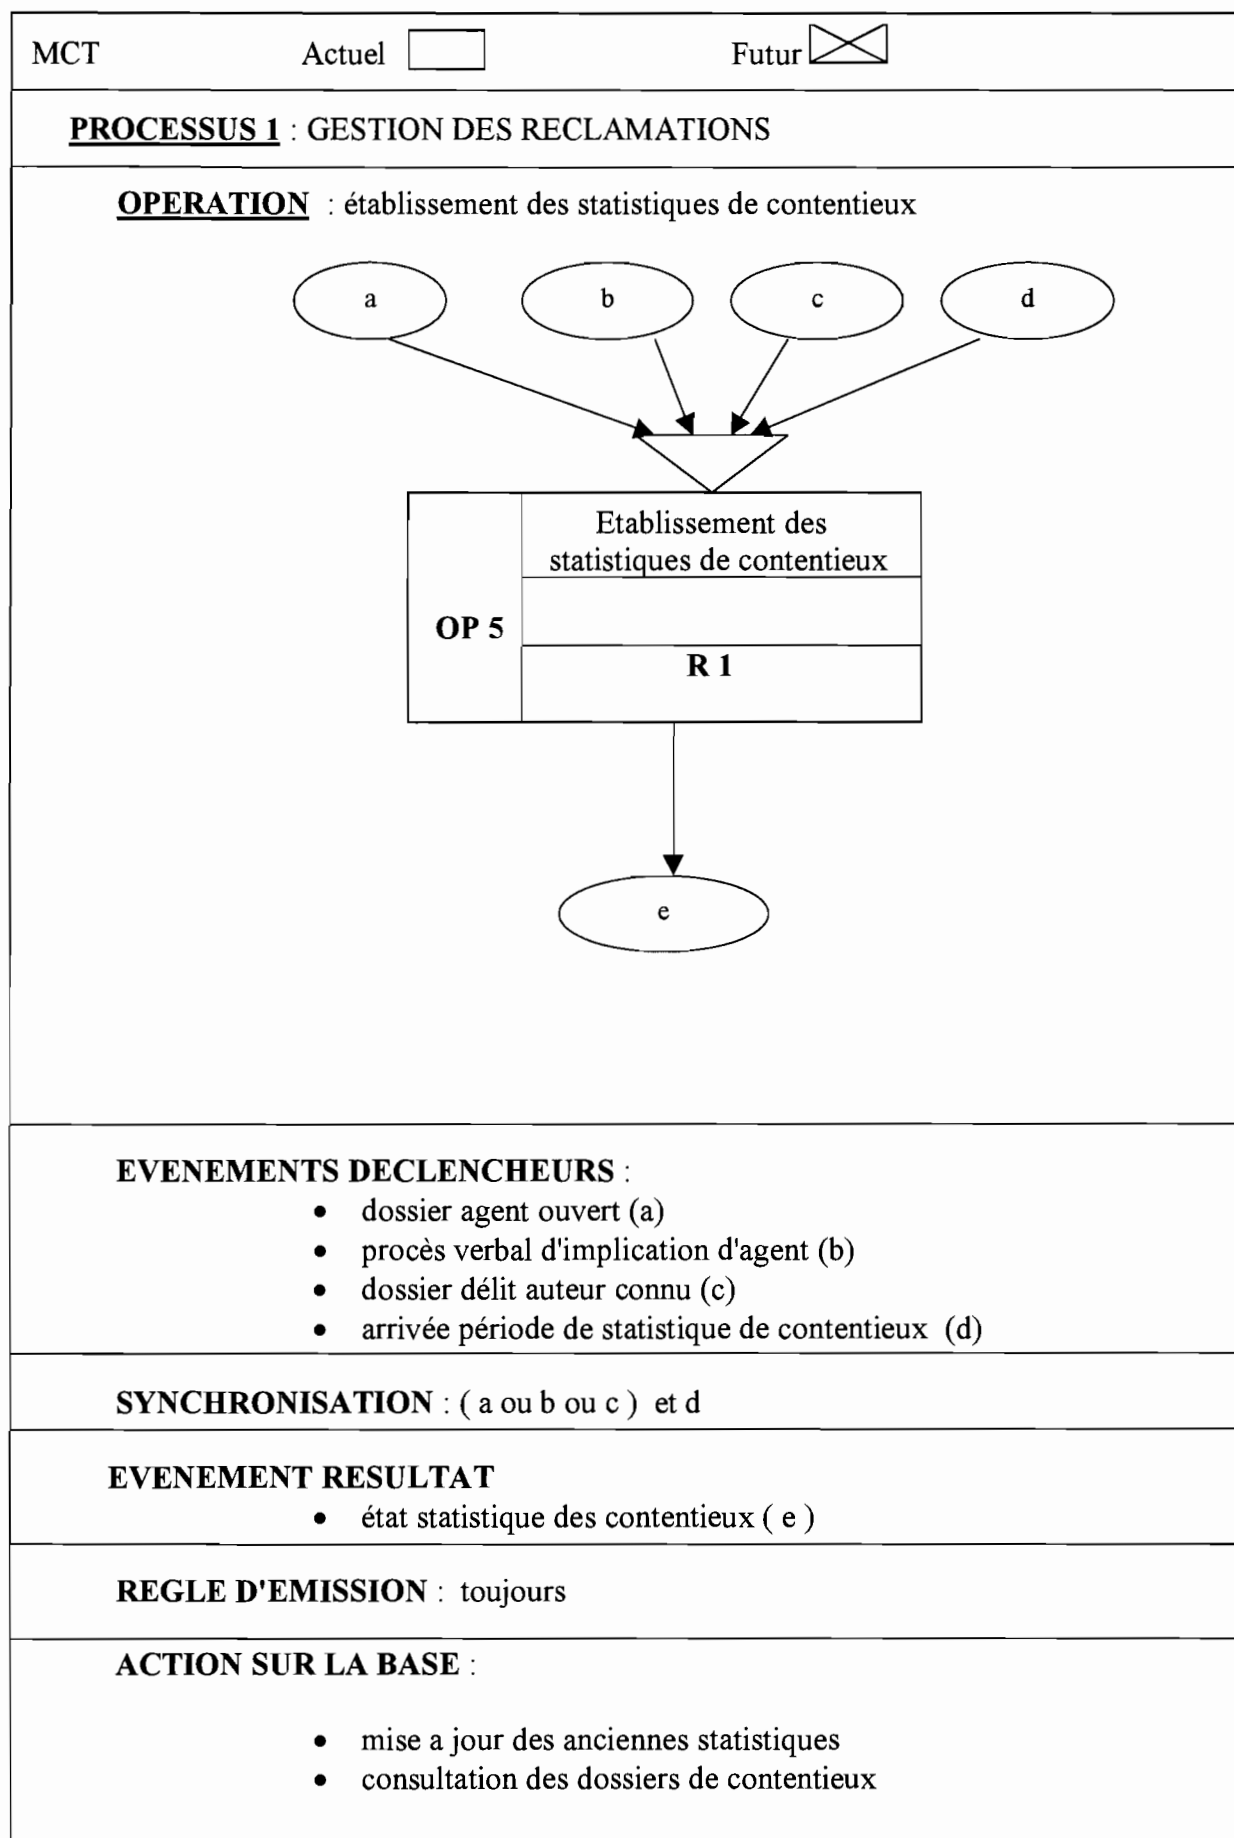 MCT Actuel Futur
PROCESSUS 1 : GESTION DES RECLAMATIONS
OPERATION : établissement des statistiques de contentieux
a b c d
Etablissement des
statistiques de contentieux
OP 5
R 1
e
EVENEMENTS DECLENCHEURS :
• dossier agent ouvert (a)
• procès verbal d'implication d'agent (b)
• dossier délit auteur connu (c)
• arrivée période de statistique de contentieux (d)
SYNCHRONISATION : ( a ou b ou c ) et d
EVENEMENT RESULTAT
• état statistique des contentieux ( e )
REGLE D'EMISSION : toujours
ACTION SUR LA BASE :
• mise a jour des anciennes statistiques
• consultation des dossiers de contentieux